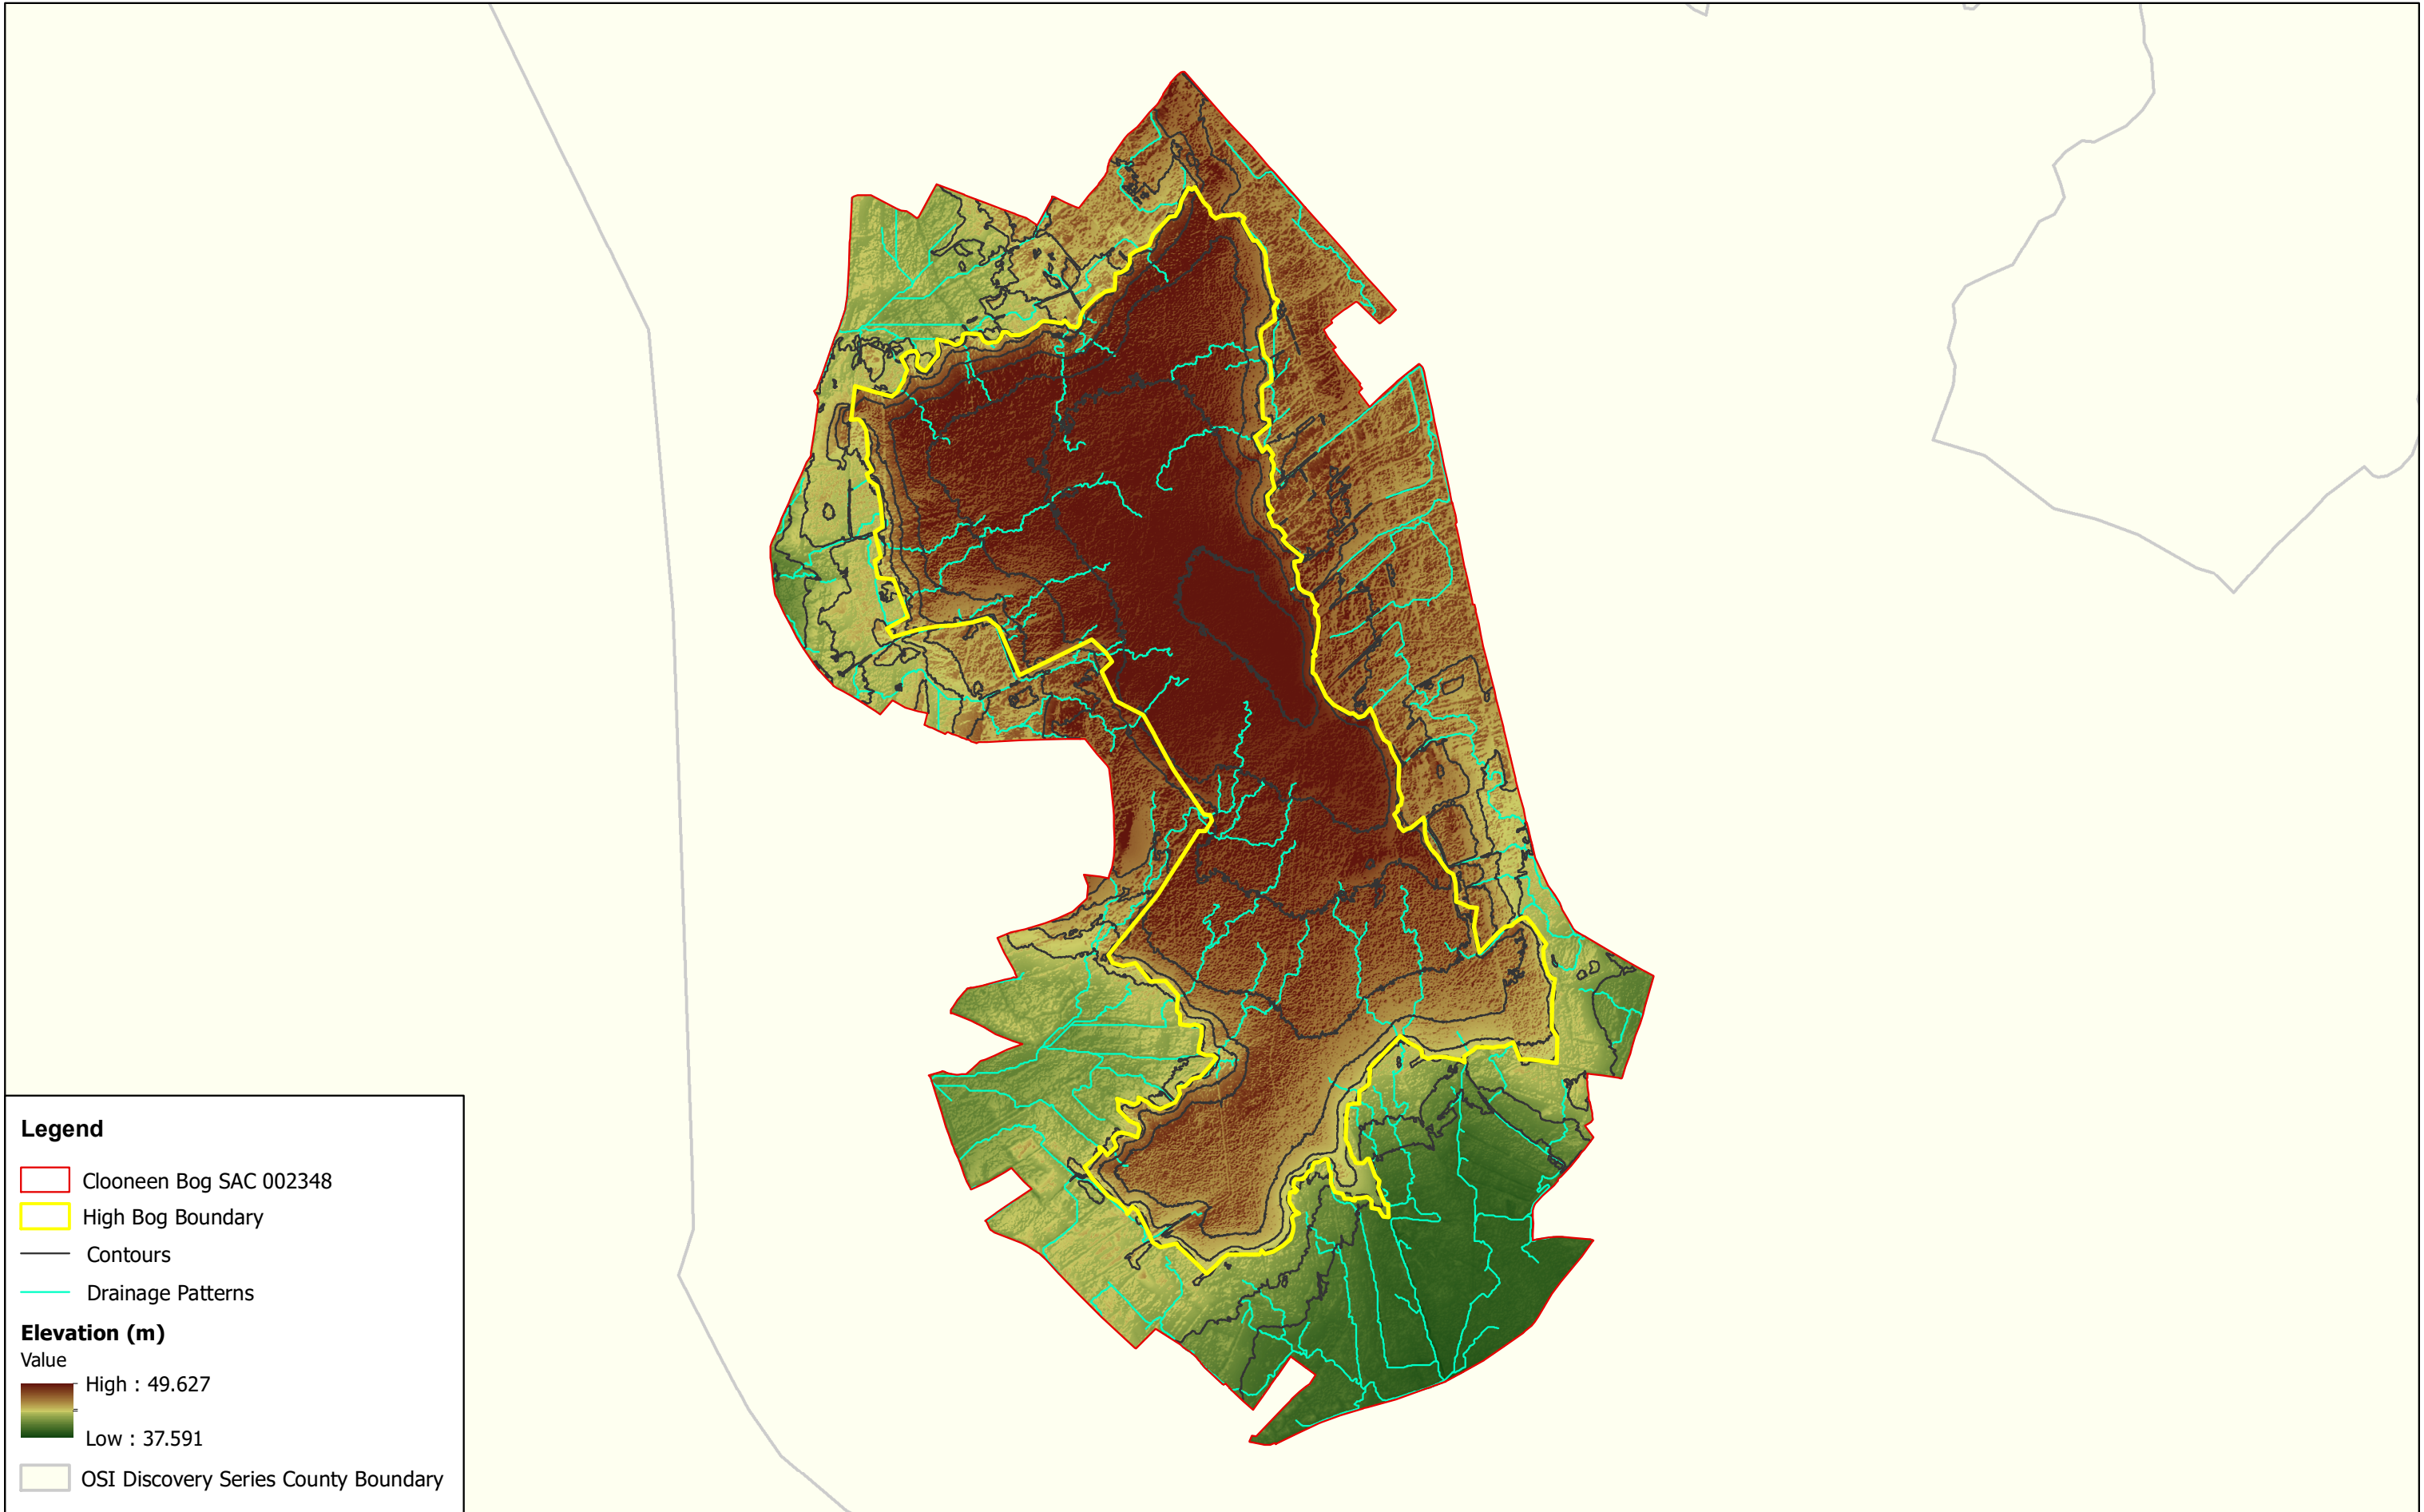 Legend
Clooneen Bog SAC 002348
High Bog Boundary
Contours
Drainage Patterns
Elevation (m)
Value
High : 49.627
Low : 37.591
OSI Discovery Series County Boundary